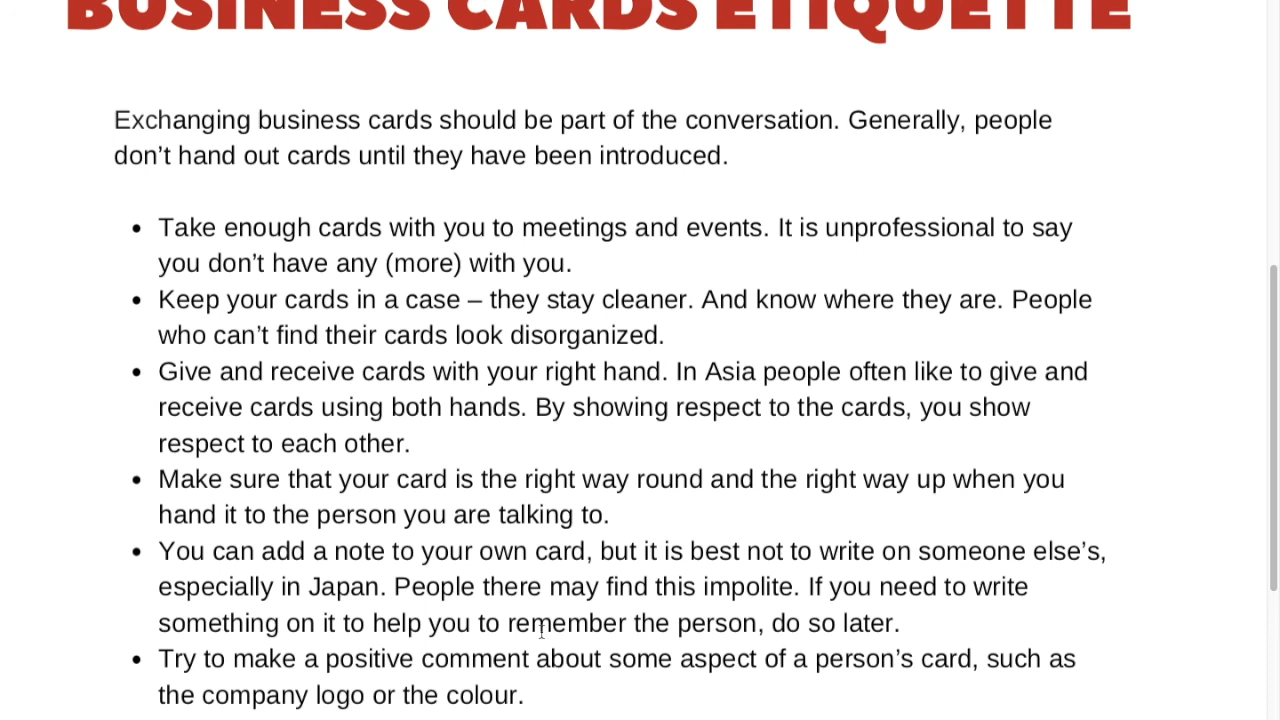 BUSINESS CARDS ETIQUETTE
Exchanging business cards should be part of the conversation. Generally, people
don’t hand out cards until they have been introduced.
• Take enough cards with you to meetings and events. It is unprofessional to say
you don’t have any (more) with you.
• Keep your cards in a case – they stay cleaner. And know where they are. People
who can’t find their cards look disorganized.
• Give and receive cards with your right hand. In Asia people often like to give and
receive cards using both hands. By showing respect to the cards, you show
respect to each other.
• Make sure that your card is the right way round and the right way up when you
hand it to the person you are talking to.
• You can add a note to your own card, but it is best not to write on someone else’s,
especially in Japan. People there may find this impolite. If you need to write
something on it to help you to remember the person, do so later.
• Try to make a positive comment about some aspect of a person’s card, such as
the company logo or the colour.